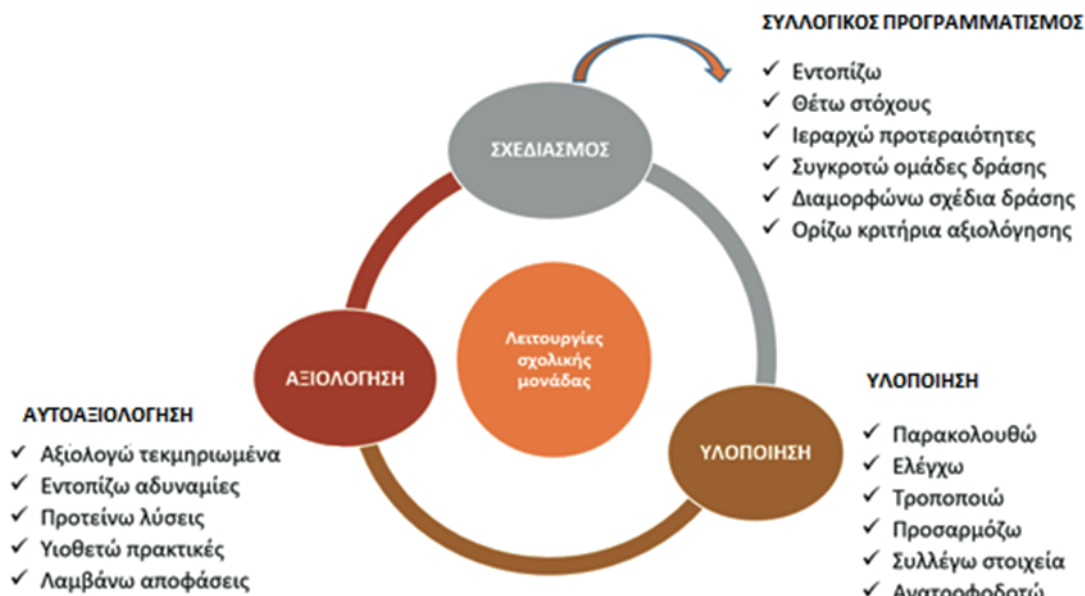 ΣΥΛΛΟΓΙΚΟΣ ΠΡΟΓΡΑΜΜΑΤΙΣΜΟΣ
✓ Εντοπίζω
✓ Θέτω στόχους
✓ Ιεραρχώ προτεραιότητες
✓ Συγκροτώ ομάδες δράσης
✓ Διαμορφώνω σχέδια δράσης
✓ Ορίζω κριτήρια αξιολόγησης
ΣΧΕΔΙΑΣΜΟΣ
Λειτουργίες
σχολικής
μονάδας
ΑΞΙΟΛΟΓΗΣΗ
ΥΛΟΠΟΙΗΣΗ
ΑΥΤΟΑΞΙΟΛΟΓΗΣΗ
✓ Αξιολογώ τεκμηριωμένα
✓ Εντοπίζω αδυναμίες
✓ Προτείνω λύσεις
✓ Υιοθετώ πρακτικές
✓ Λαμβάνω αποφάσεις
ΥΛΟΠΟΙΗΣΗ
✓ Παρακολουθώ
✓ Ελέγχω
✓ Τροποποιώ
✓ Προσαρμόζω
✓ Συλλέγω στοιχεία
✓ Ανατροφοδοτώ